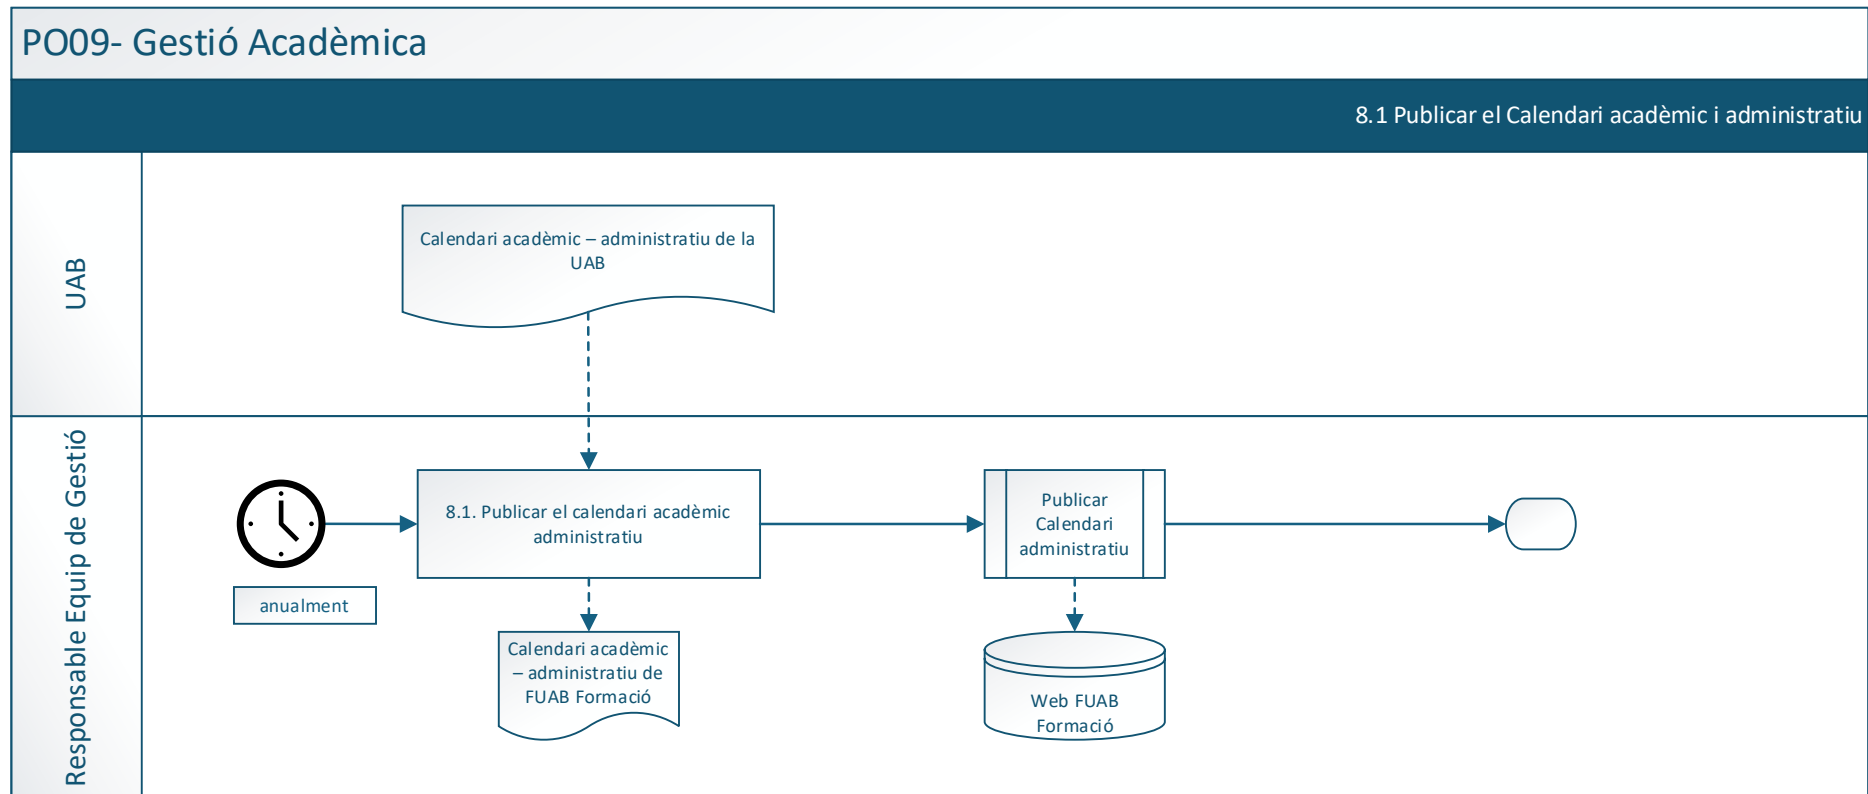 PO09- Gestió Acadèmica
8.1 Publicar el Calendari acadèmic i administratiu
UAB
Calendari acadèmic – administratiu de la
UAB
Responsable Equip de Gestió
anualment
8.1. Publicar el calendari acadèmic
administratiu
Calendari acadèmic
– administratiu de
FUAB Formació
Publicar
Calendari
administratiu
Web FUAB
Formació